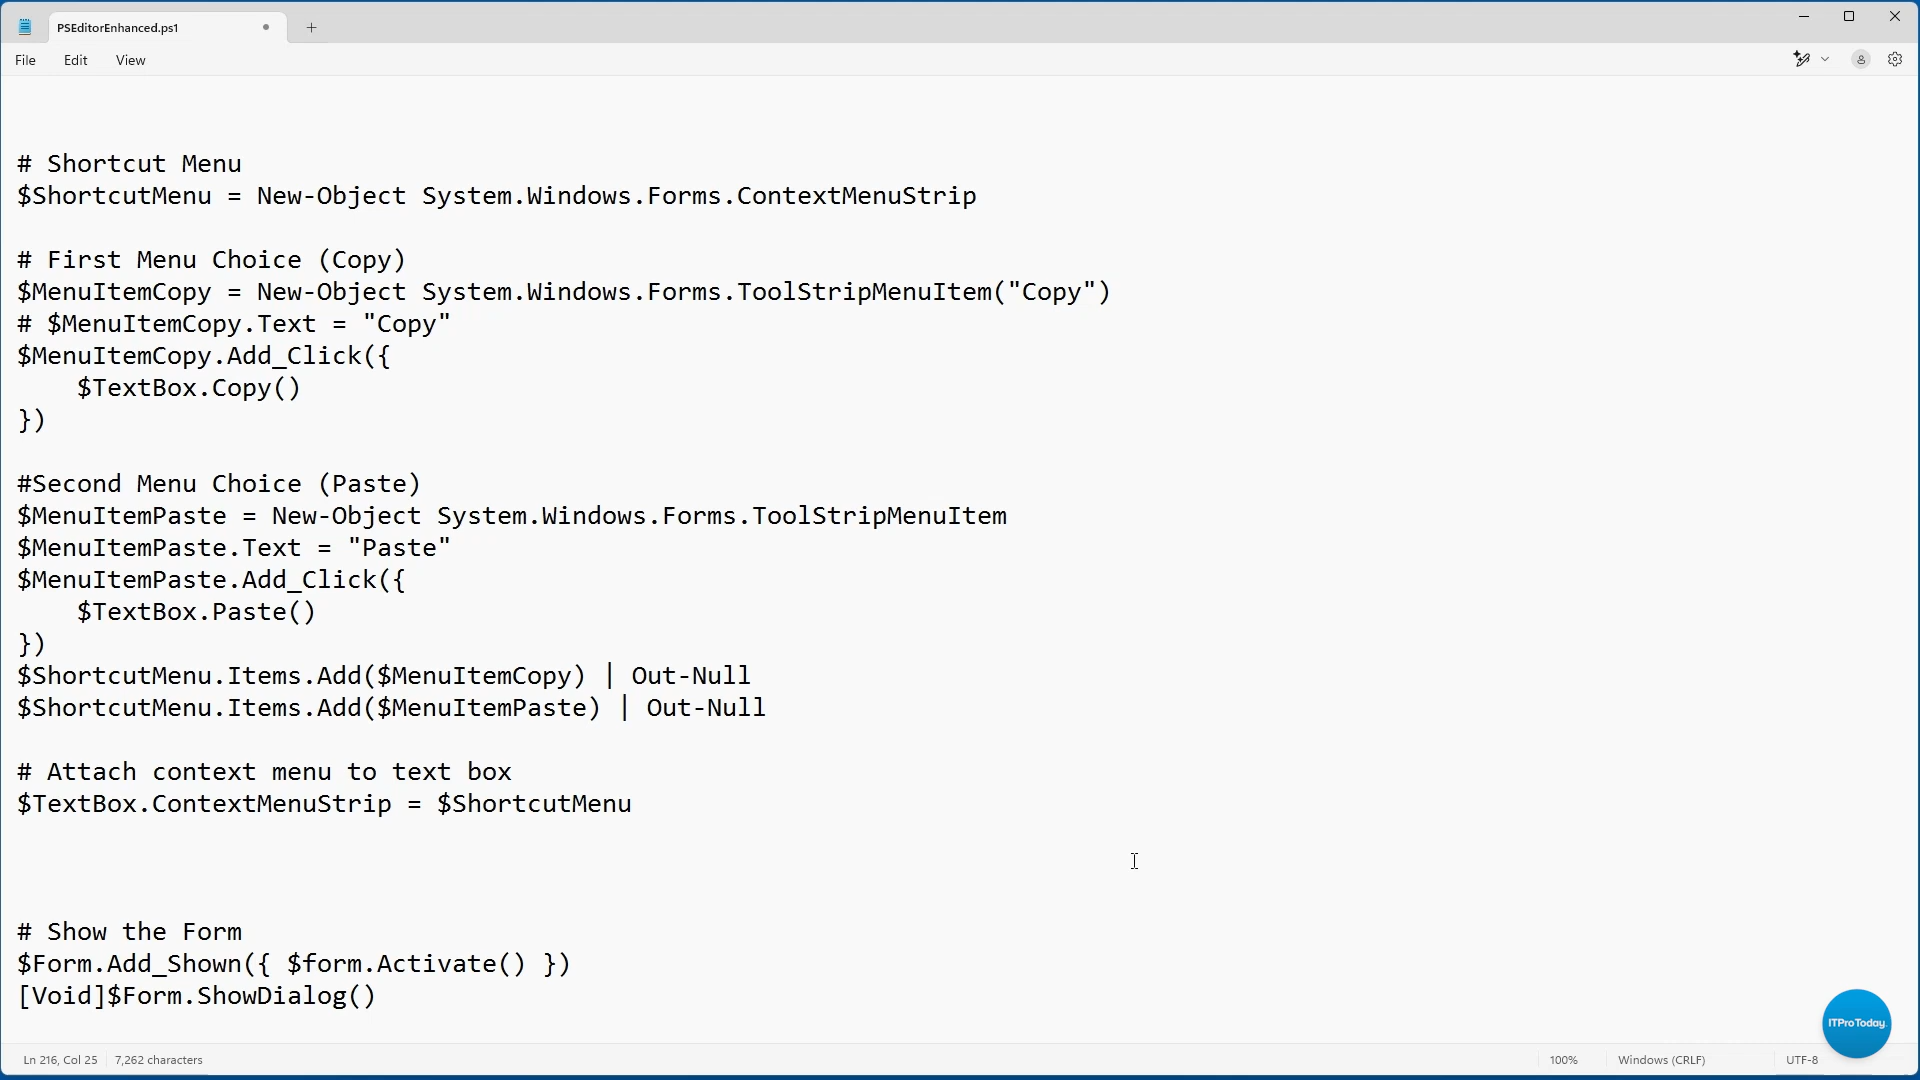 PSEditorEnhanced.ps1
File Edit View
# Shortcut Menu
$ShortcutMenu = New-Object System.Windows.Forms.ContextMenuStrip
# First Menu Choice (Copy)
$MenuItemCopy = New-Object System.Windows.Forms.ToolStripMenuItem("Copy")
# $MenuItemCopy.Text = "Copy"
$MenuItemCopy.Add_Click({
    $TextBox.Copy()
})
#Second Menu Choice (Paste)
$MenuItemPaste = New-Object System.Windows.Forms.ToolStripMenuItem
$MenuItemPaste.Text = "Paste"
$MenuItemPaste.Add_Click({
    $TextBox.Paste()
})
$ShortcutMenu.Items.Add($MenuItemCopy) | Out-Null
$ShortcutMenu.Items.Add($MenuItemPaste) | Out-Null
# Attach context menu to text box
$TextBox.ContextMenuStrip = $ShortcutMenu
# Show the Form
$Form.Add_Shown({ $form.Activate() })
[Void]$Form.ShowDialog()
ITProToday.
Ln 216, Col 25 7,262 characters 100% Windows (CRLF) UTF-8